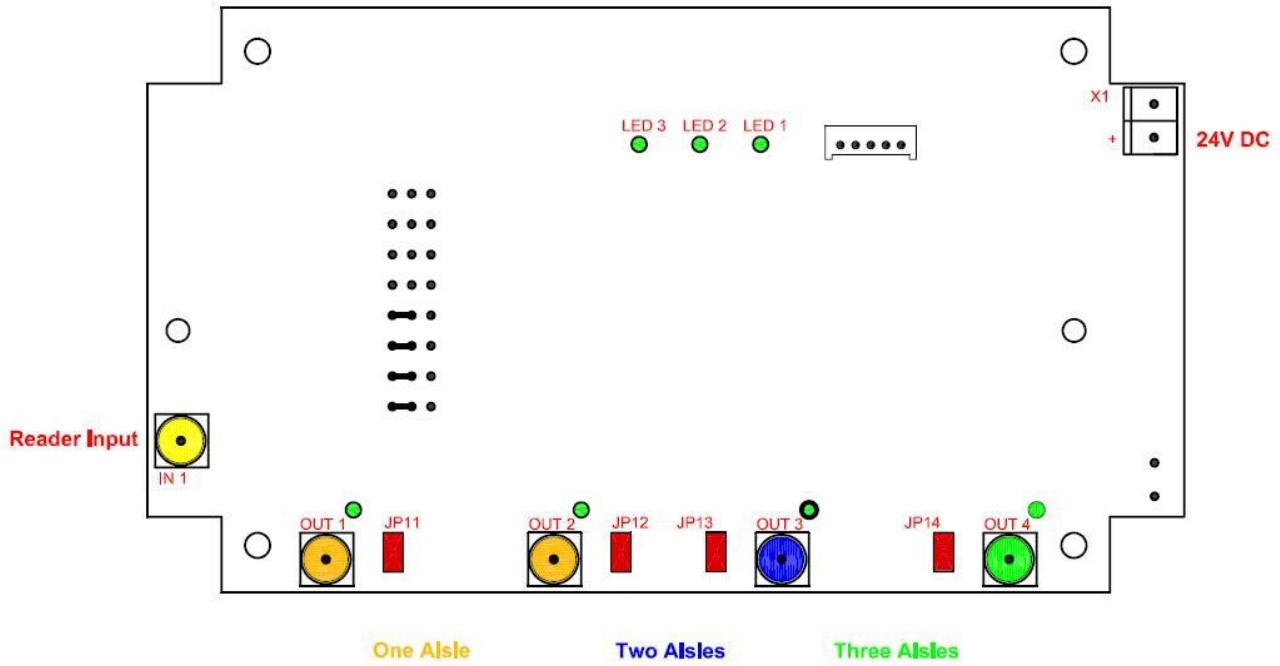 X1
LED 3 LED 2 LED 1
+ 24V DC
Reader Input
IN 1
OUT 1 JP11 OUT 2 JP12 JP13 OUT 3 JP14 OUT 4
One Aisle Two Aisles Three Aisles